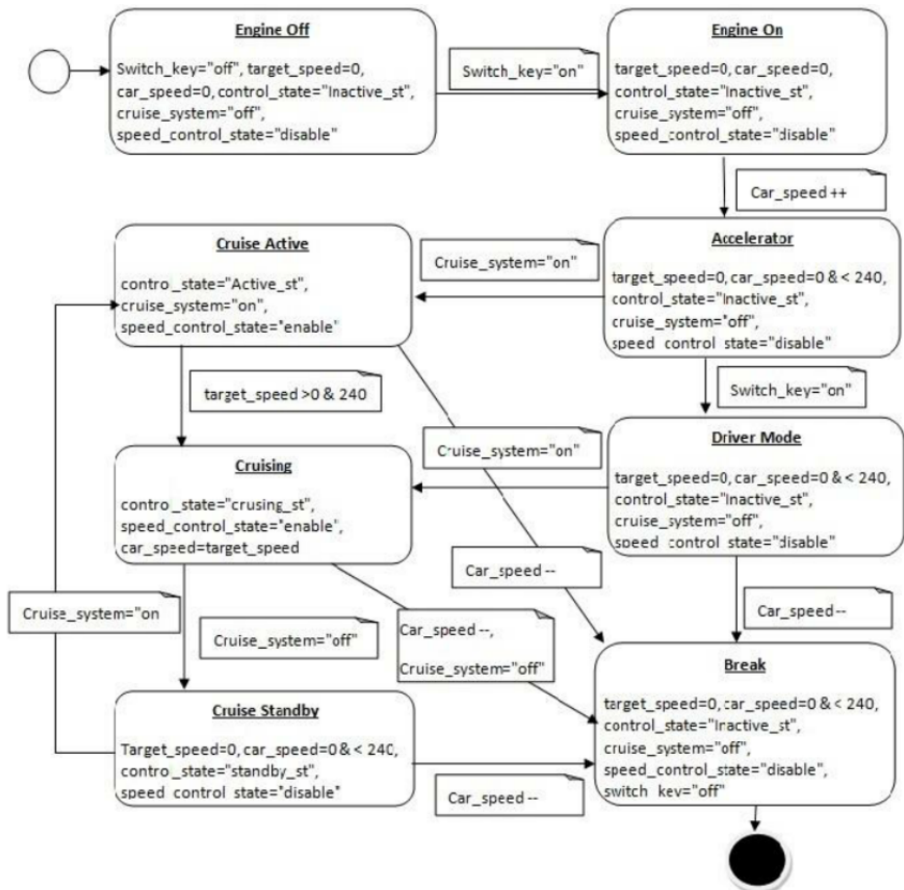 Engine Off
Switch_key="off", target_speed=0,
car_speed=0, control_state="Inactive_st",
cruise_system="off",
speed_control_state="disable"
Switch_key="on"
Engine On
target_speed=0, car_speed=0,
control_state="Inactive_st",
cruise_system="off",
speed_control_state="disable"
Car_speed ++
Cruise Active
control_state="Active_st",
cruise_system="on",
speed_control_state="enable"
Cruise_system="on"
Accelerator
target_speed=0, car_speed=0 & < 240,
control_state="Inactive_st",
cruise_system="off",
speed_control_state="disable"
target_speed >0 & 240
Switch_key="on"
Cruising
control_state="crusing_st",
speed_control_state="enable",
car_speed=target_speed
Cruise_system="on"
Driver Mode
target_speed=0, car_speed=0 & < 240,
control_state="Inactive_st",
cruise_system="off",
speed_control_state="disable"
Car_speed --
Cruise_system="on
Cruise_system="off"
Car_speed --,
Cruise_system="off"
Car_speed--
Cruise Standby
Target_speed=0, car_speed=0 & < 240,
control_state="standby_st",
speed_control_state="disable"
Car_speed --
Break
target_speed=0, car_speed=0 & < 240,
control_state="Inactive_st",
cruise_system="off",
speed_control_state="disable",
switch_key="off"